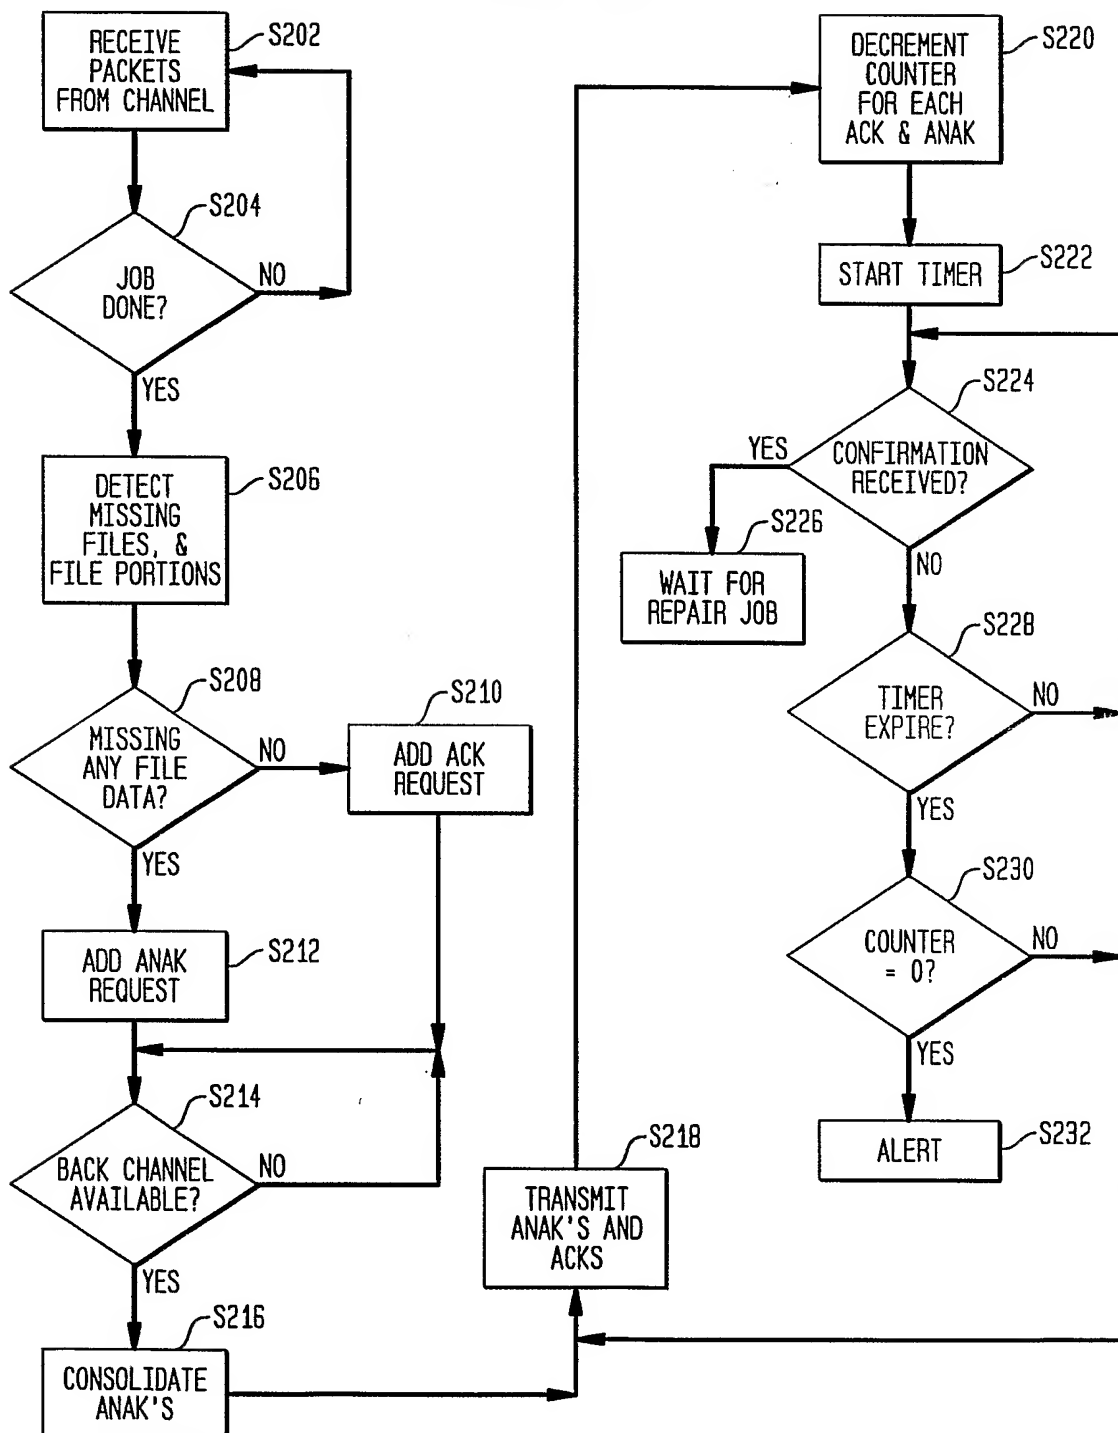 RECEIVE
PACKETS
FROM CHANNEL
S202
JOB
DONE?
S204
NO
YES
DETECT
MISSING
FILES, &
FILE PORTIONS
S206
MISSING
ANY FILE
DATA?
S208
NO
YES
ADD ACK
REQUEST
S210
ADD ANAK
REQUEST
S212
BACK CHANNEL
AVAILABLE?
S214
NO
YES
CONSOLIDATE
ANAK'S
S216
TRANSMIT
ANAK'S AND
ACKS
S218
DECREMENT
COUNTER
FOR EACH
ACK & ANAK
S220
START TIMER
S222
CONFIRMATION
RECEIVED?
S224
YES
NO
WAIT FOR
REPAIR JOB
S226
TIMER
EXPIRE?
S228
NO
YES
COUNTER
= 0?
S230
NO
YES
ALERT
S232